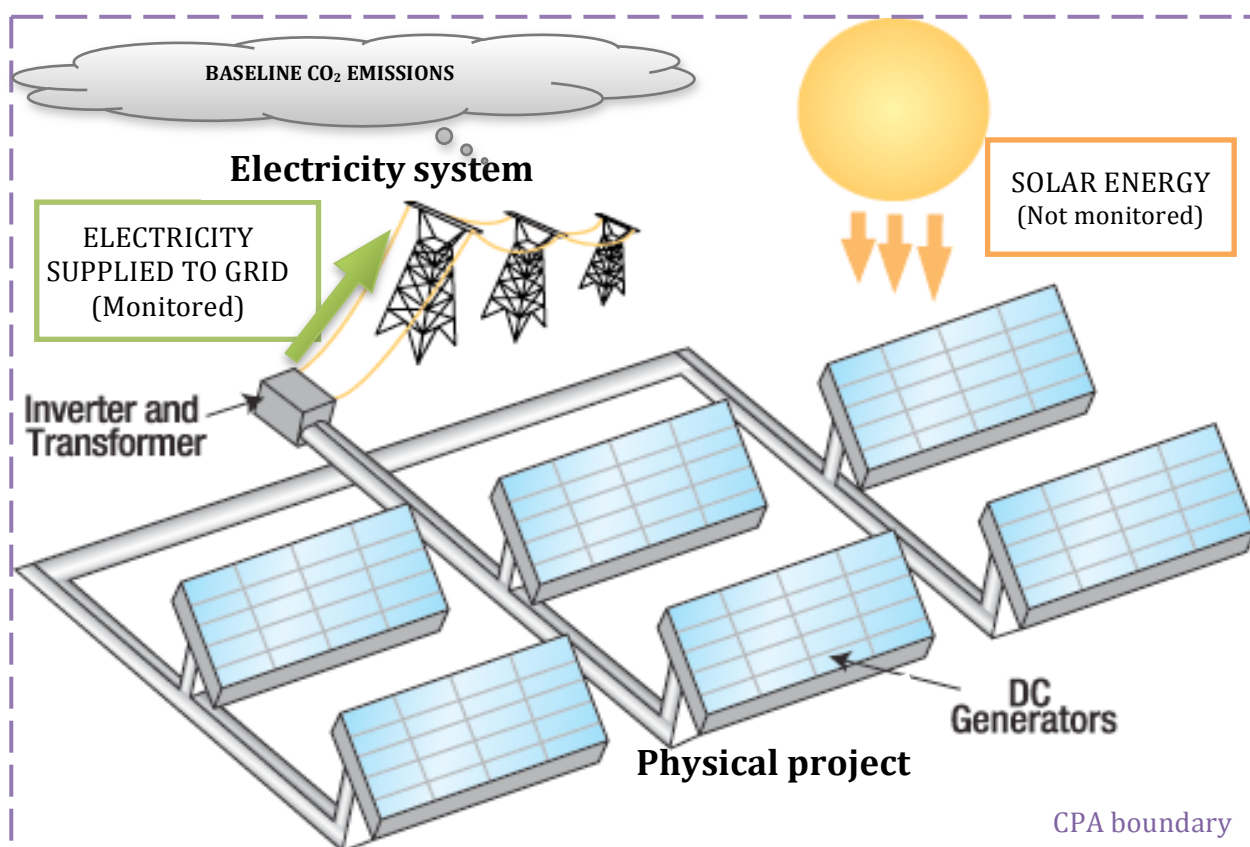 BASELINE CO₂ EMISSIONS
Electricity system
SOLAR ENERGY
(Not monitored)
ELECTRICITY
SUPPLIED TO GRID
(Monitored)
Inverter and
Transformer
DC
Generators
Physical project
CPA boundary